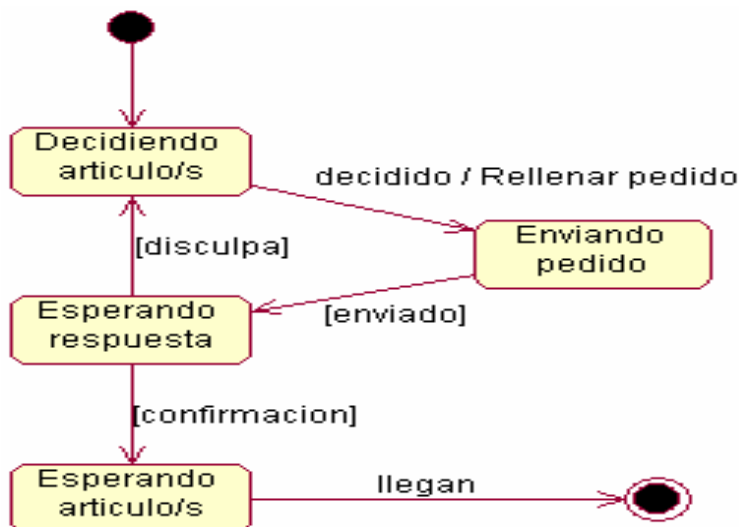 Decidiendo
articulo/s
decidido / Rellenar pedido
Enviando
pedido
[disculpa]
[enviado]
Esperando
respuesta
[confirmacion]
Esperando
articulo/s
llegan